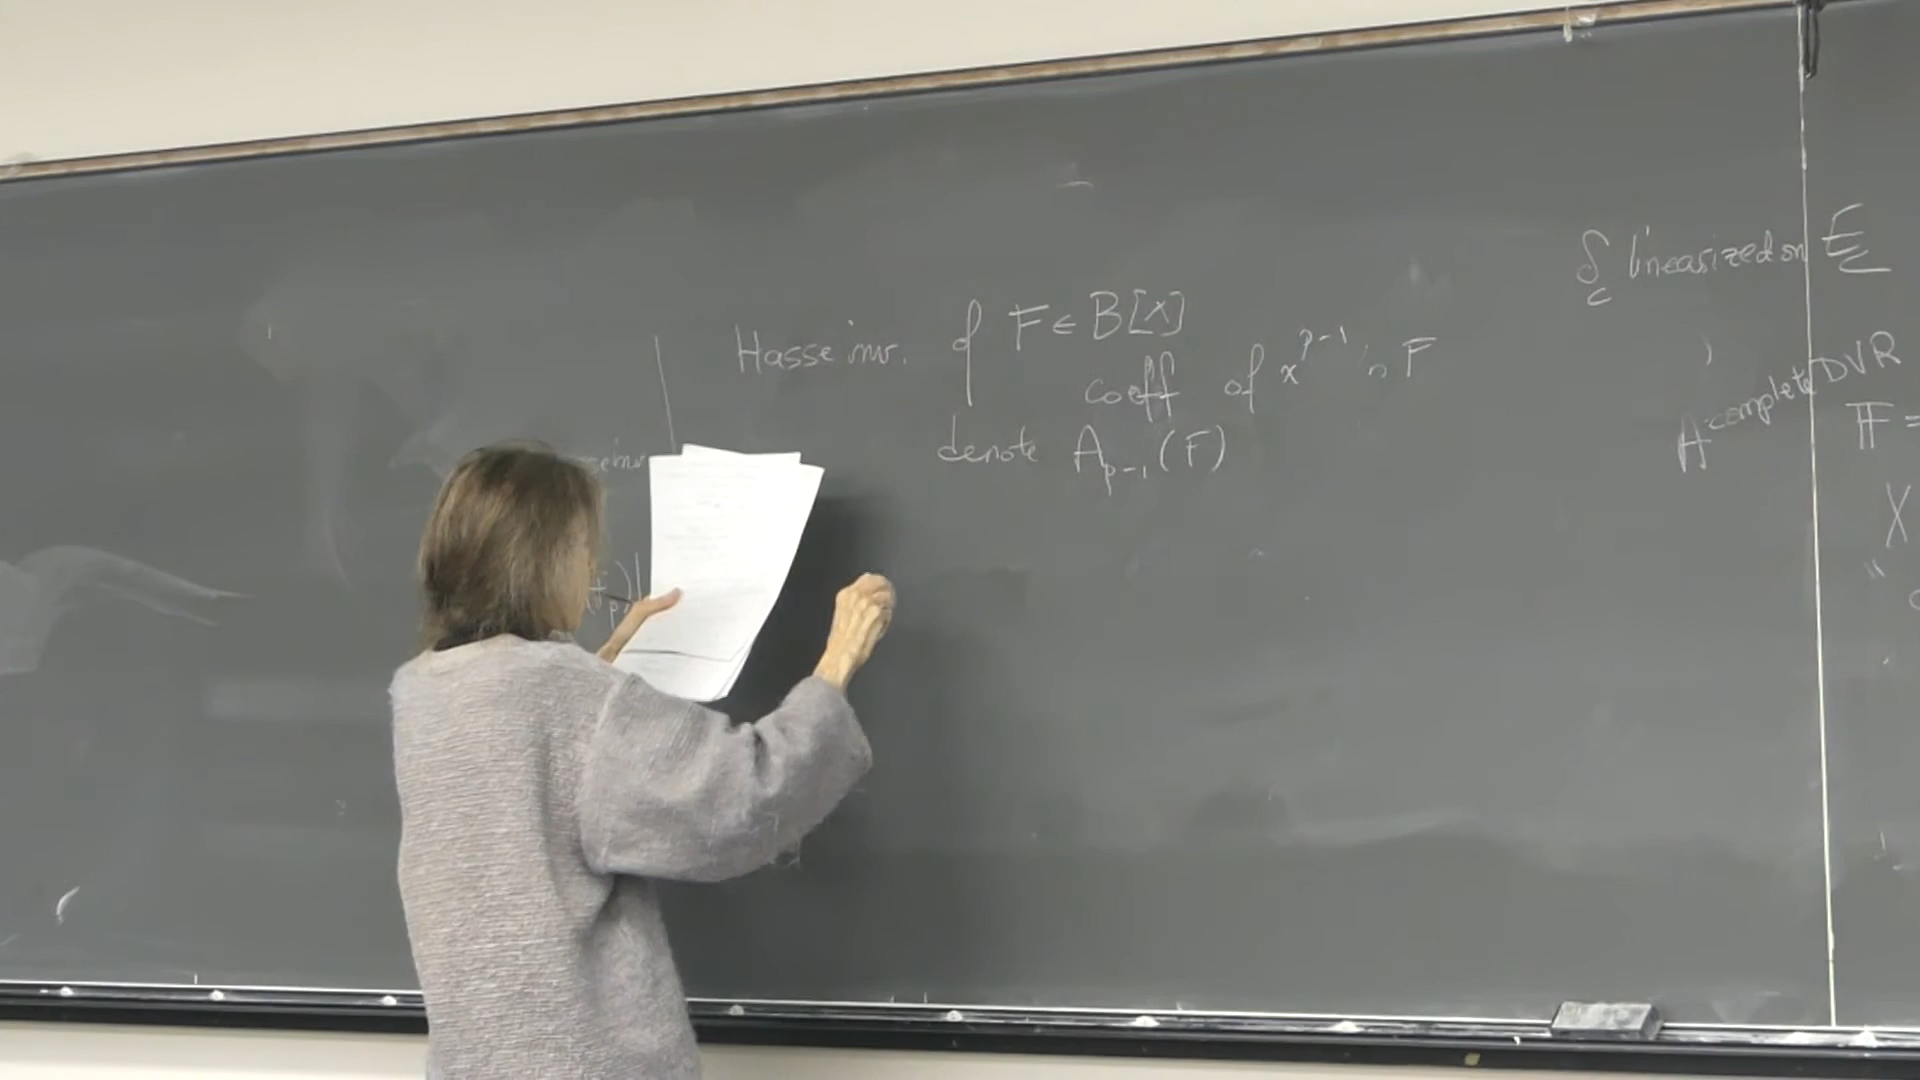 Hasse inv. of F ∈ B[x]
coeff of x^{p-1} in F
denote A_{p-1}(F)
δ_c linearized on E_c
A complete DVR
𝔽 =
X